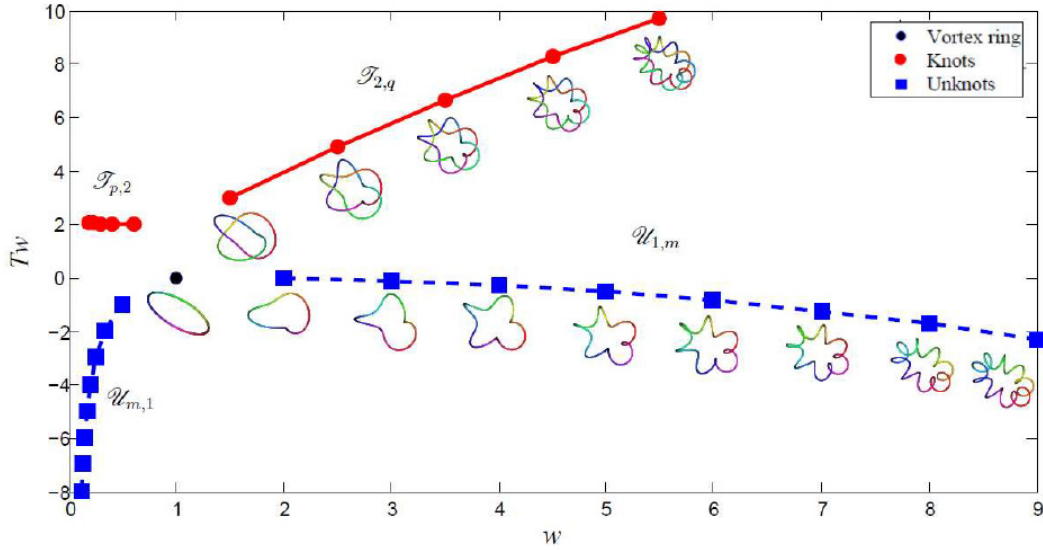 10
8
6
4
2
0
−2
−4
−6
−8
Tw
𝒯2,q
𝒯p,2
𝒰1,m
𝒰m,1
Vortex ring
Knots
Unknots
0 1 2 3 4 5 6 7 8 9
w